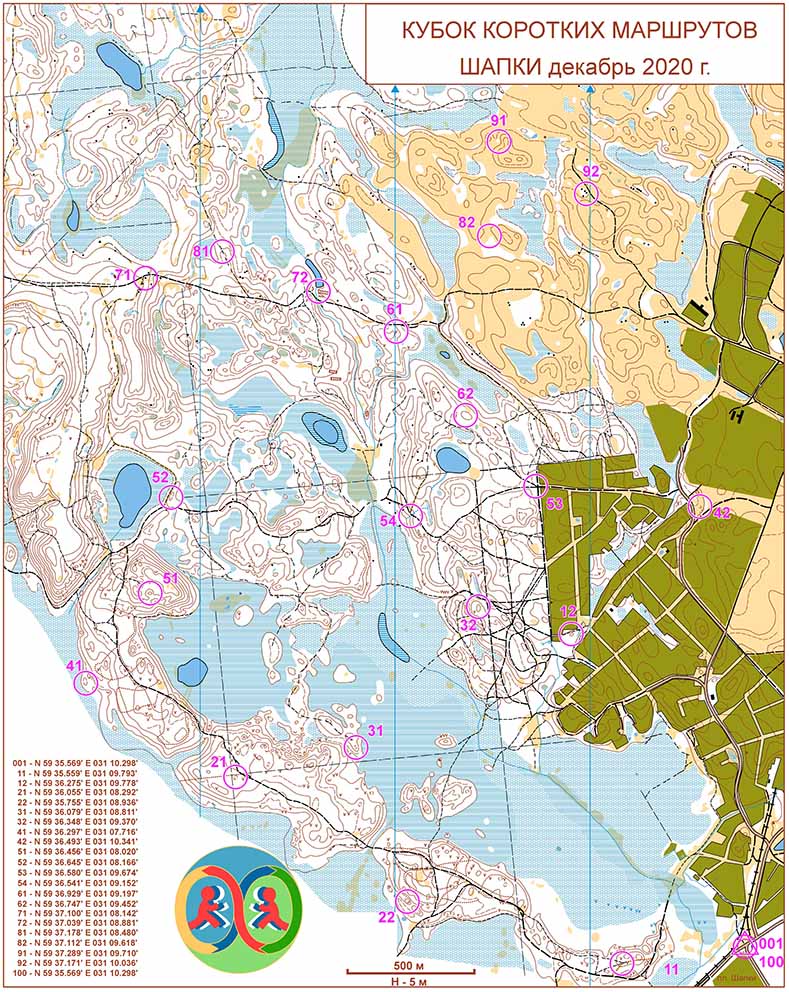 КУБОК КОРОТКИХ МАРШРУТОВ
ШАПКИ декабрь 2020 г.
91
92
82
81
71
72
61
62
52
53
42
54
51
32
12
41
31
21
22
11
001
100
пл. Шапки
001 - N 59 35.569' E 031 10.298'
11 - N 59 35.559' E 031 09.793'
12 - N 59 36.275' E 031 09.778'
21 - N 59 36.055' E 031 08.292'
22 - N 59 35.755' E 031 08.936'
31 - N 59 36.079' E 031 08.811'
32 - N 59 36.348' E 031 09.370'
41 - N 59 36.297' E 031 07.716'
42 - N 59 36.493' E 031 10.341'
51 - N 59 36.456' E 031 08.020'
52 - N 59 36.645' E 031 08.166'
53 - N 59 36.580' E 031 09.674'
54 - N 59 36.541' E 031 09.152'
61 - N 59 36.929' E 031 09.197'
62 - N 59 36.747' E 031 09.452'
71 - N 59 37.100' E 031 08.142'
72 - N 59 37.039' E 031 08.881'
81 - N 59 37.178' E 031 08.480'
82 - N 59 37.112' E 031 09.618'
91 - N 59 37.289' E 031 09.710'
92 - N 59 37.171' E 031 10.036'
100 - N 59 35.569' E 031 10.298'
500 м
H - 5 м